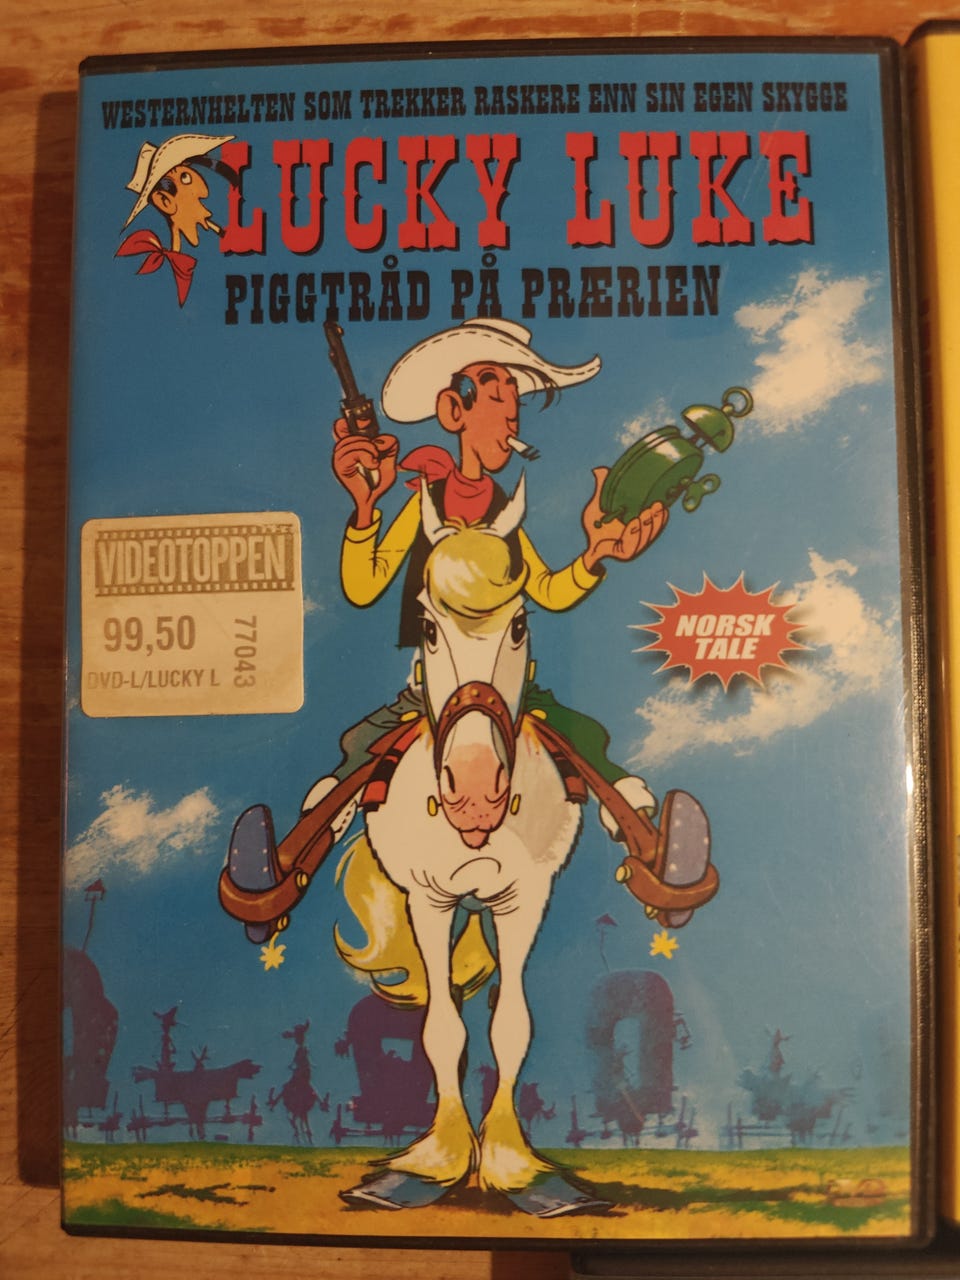 WESTERNHELTEN SOM TREKKER RASKERE ENN SIN EGEN SKYGGE
LUCKY LUKE
PIGGTRÅD PÅ PRÆRIEN
VIDEOTOPPEN
99,50
77043
DVD-L/LUCKY L
NORSK
TALE